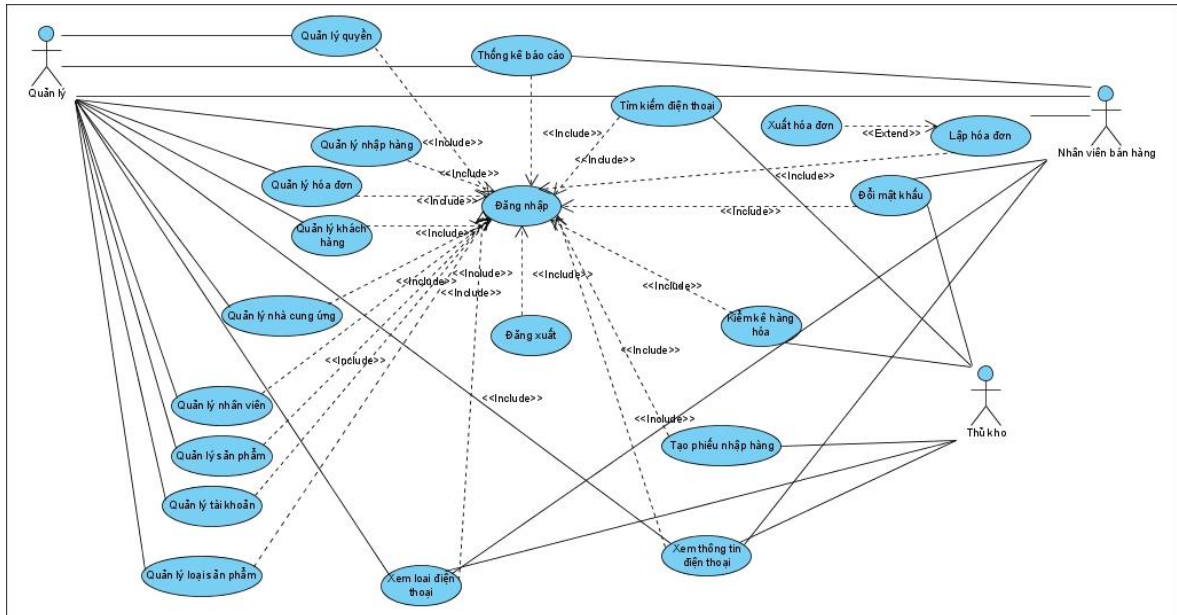 Quản lý quyền
Thống kê báo cáo
Quản lý
Tìm kiếm điện thoại
Xuất hóa đơn
<<Extend>>
Lập hóa đơn
Nhân viên bán hàng
<<Include>>
<<Include>>
<<Include>>
Quản lý nhập hàng
<<Include>>
<<Include>>
Quản lý hóa đơn
<<Include>>
Đăng nhập
<<Include>>
Đổi mật khẩu
Quản lý khách
hàng
<<Include>>
<<Include>>
<<Include>>
<<Include>>
<<Include>>
<<Include>>
<<Include>>
Quản lý nhà cung ứng
Đăng xuất
Kiểm kê hàng
hóa
<<Include>>
<<Include>>
Quản lý nhân viên
<<Include>>
Thủ kho
Quản lý sản phẩm
Tạo phiếu nhập hàng
Quản lý tài khoản
Quản lý loại sản phẩm
Xem loai điện
thoại
Xem thông tin
điện thoại